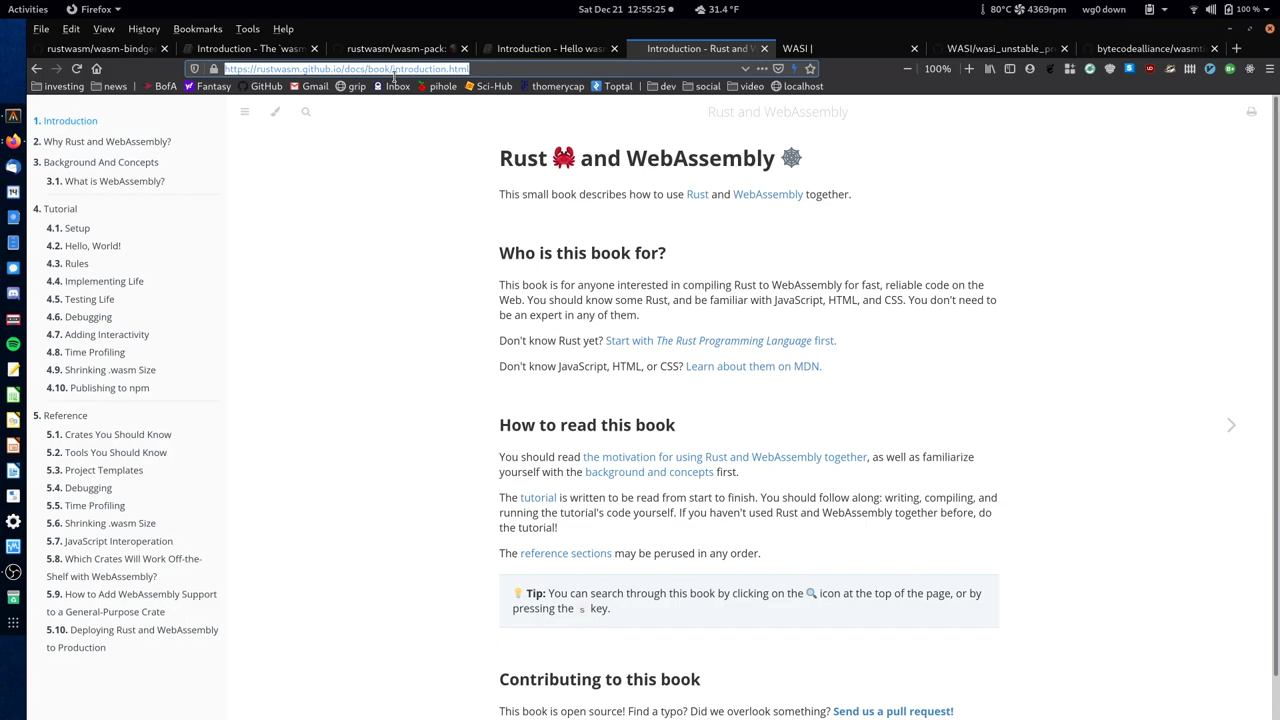 Activities Firefox Sat Dec 21 12:55:25 31.4 °F 80°C 4369rpm wg0 down 100 %
File Edit View History Bookmarks Tools Help
rustwasm/wasm-bindge Introduction - The `wasm rustwasm/wasm-pack: Introduction - Hello wasm Introduction - Rust and W WASI | WASI/wasi_unstable_pr bytecodealliance/wasmt
https://rustwasm.github.io/docs/book/introduction.html 100%
investing news BofA Fantasy GitHub Gmail grip Inbox pihole Sci-Hub thomerycap Toptal dev social video localhost
Rust and WebAssembly
1. Introduction
2. Why Rust and WebAssembly?
3. Background And Concepts
3.1. What is WebAssembly?
4. Tutorial
4.1. Setup
4.2. Hello, World!
4.3. Rules
4.4. Implementing Life
4.5. Testing Life
4.6. Debugging
4.7. Adding Interactivity
4.8. Time Profiling
4.9. Shrinking .wasm Size
4.10. Publishing to npm
5. Reference
5.1. Crates You Should Know
5.2. Tools You Should Know
5.3. Project Templates
5.4. Debugging
5.5. Time Profiling
5.6. Shrinking .wasm Size
5.7. JavaScript Interoperation
5.8. Which Crates Will Work Off-the-
Shelf with WebAssembly?
5.9. How to Add WebAssembly Support
to a General-Purpose Crate
5.10. Deploying Rust and WebAssembly
to Production
Rust 🦀 and WebAssembly 🕸
This small book describes how to use Rust and WebAssembly together.
Who is this book for?
This book is for anyone interested in compiling Rust to WebAssembly for fast, reliable code on the
Web. You should know some Rust, and be familiar with JavaScript, HTML, and CSS. You don't need to
be an expert in any of them.
Don't know Rust yet? Start with The Rust Programming Language first.
Don't know JavaScript, HTML, or CSS? Learn about them on MDN.
How to read this book
You should read the motivation for using Rust and WebAssembly together, as well as familiarize
yourself with the background and concepts first.
The tutorial is written to be read from start to finish. You should follow along: writing, compiling, and
running the tutorial's code yourself. If you haven't used Rust and WebAssembly together before, do
the tutorial!
The reference sections may be perused in any order.
💡 Tip: You can search through this book by clicking on the 🔍 icon at the top of the page, or by
pressing the s key.
Contributing to this book
This book is open source! Find a typo? Did we overlook something? Send us a pull request!